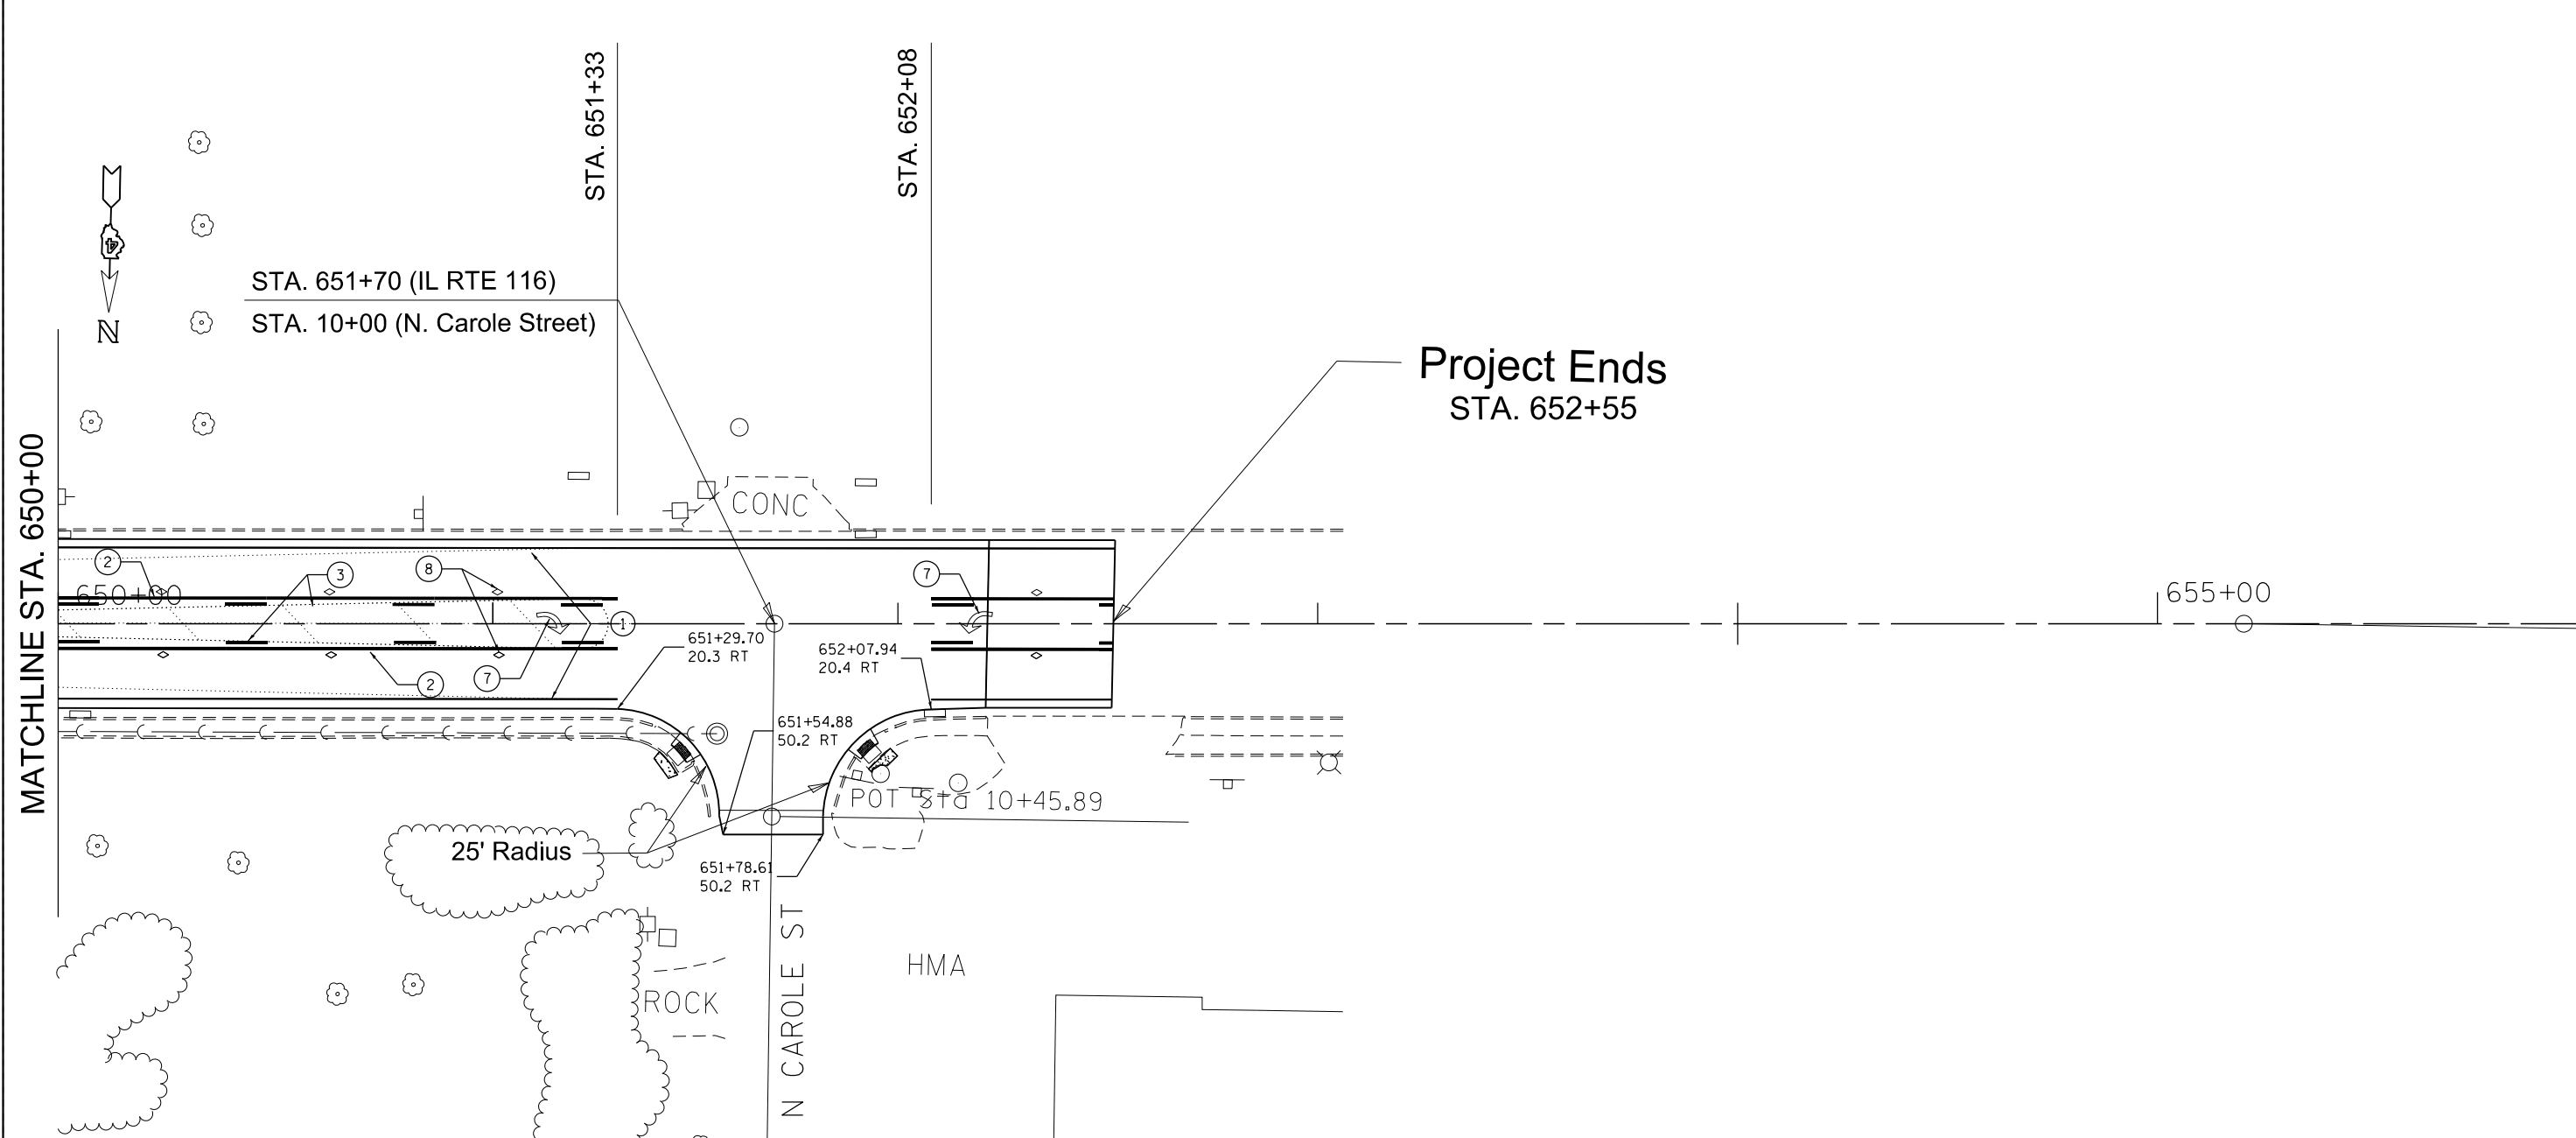 STA. 651+33
STA. 652+08
STA. 651+70 (IL RTE 116)
STA. 10+00 (N. Carole Street)
N
4
Project Ends
STA. 652+55
MATCHLINE STA. 650+00
CONC
2
3
8
7
650+00
655+00
1
651+29.70
20.3 RT
652+07.94
20.4 RT
2
7
651+54.88
50.2 RT
POT Sta 10+45.89
25' Radius
651+78.61
50.2 RT
N CAROLE ST
HMA
ROCK